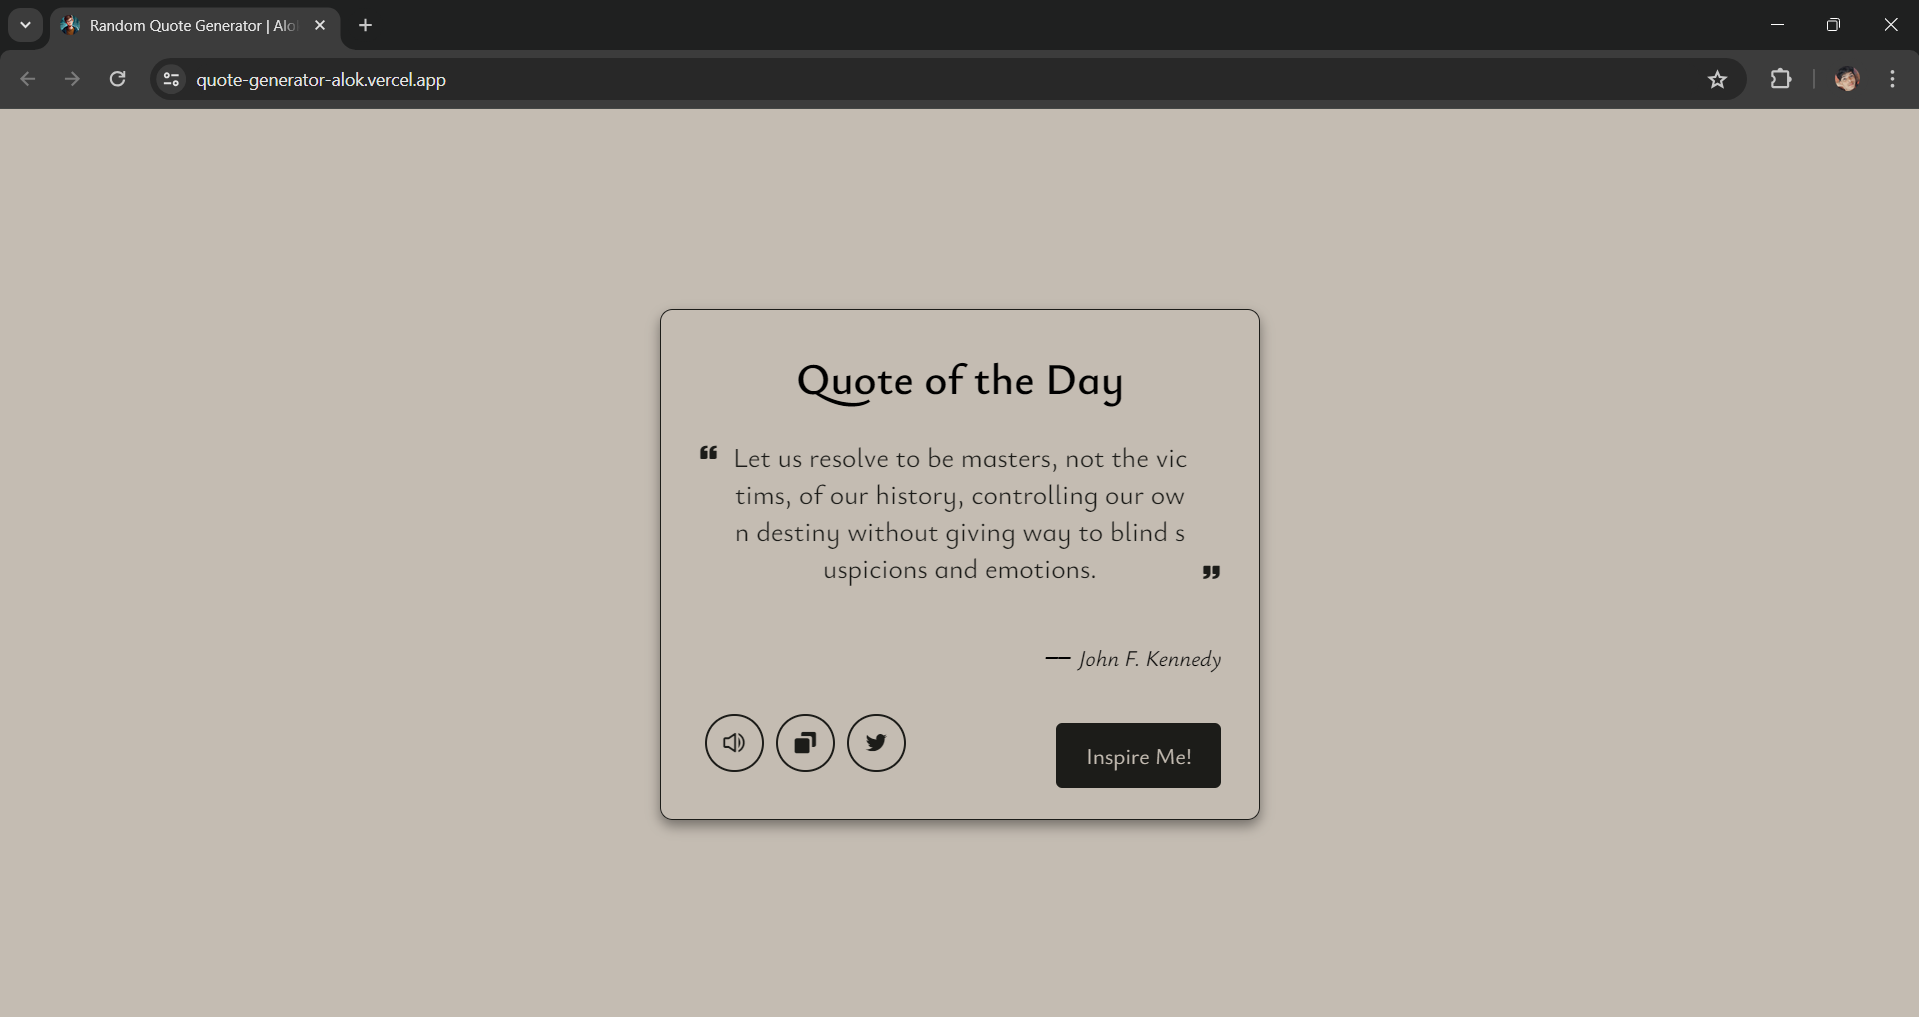 Random Quote Generator | Alo
quote-generator-alok.vercel.app
Quote of the Day
❝ Let us resolve to be masters, not the vic
tims, of our history, controlling our ow
n destiny without giving way to blind s
uspicions and emotions. ❞
— John F. Kennedy
Inspire Me!